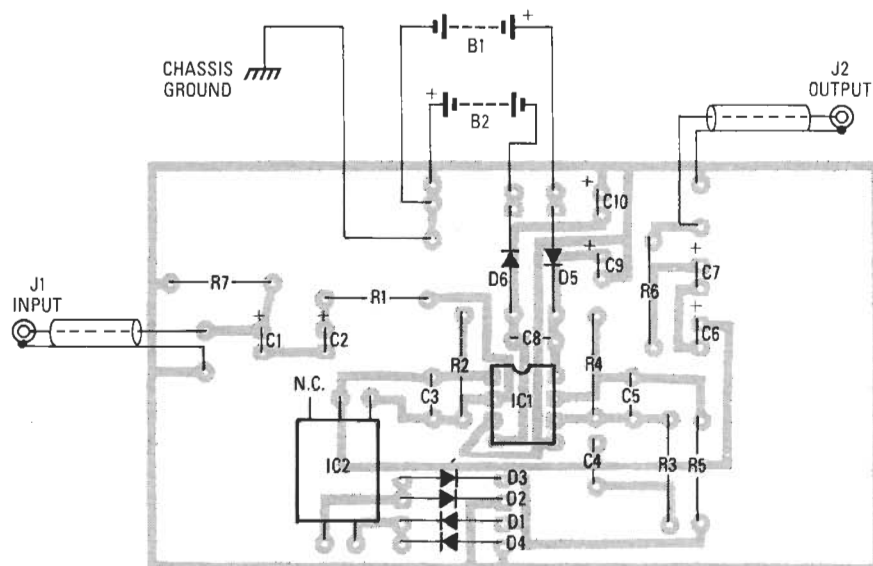 B1
+
CHASSIS
GROUND
+
B2
J2
OUTPUT
+
C10
D6
D5
+
C9
R6
+
C7
+
C6
J1
INPUT
R7
R1
+
C1
+
C2
C8
R2
R4
N.C.
C3
IC1
C5
IC2
C4
R3
R5
D3
D2
D1
D4